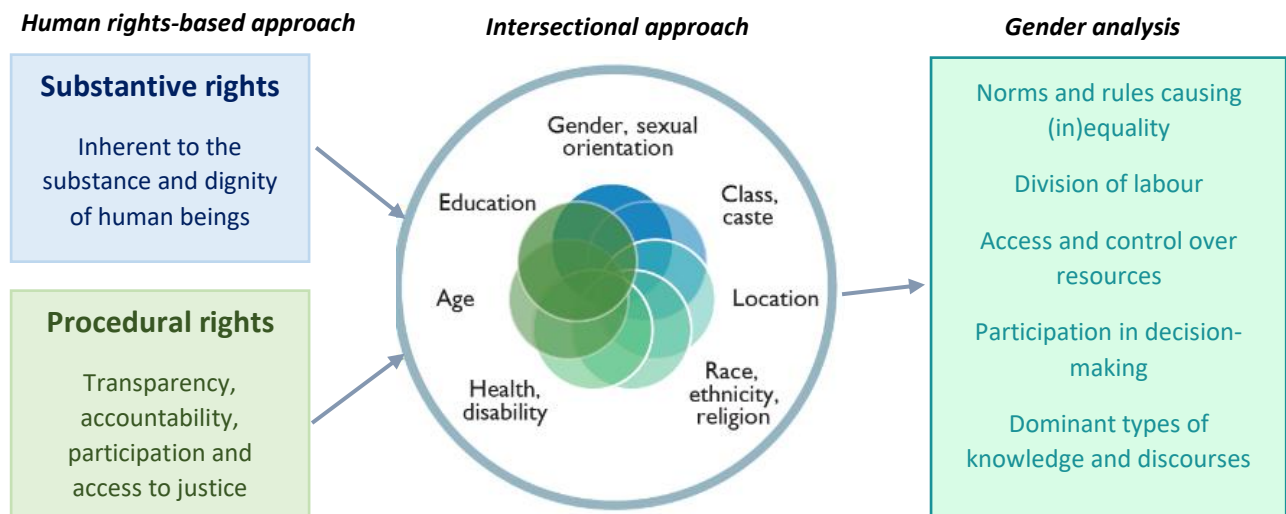 Human rights-based approach
Substantive rights
Inherent to the
substance and dignity
of human beings
Procedural rights
Transparency,
accountability,
participation and
access to justice
Intersectional approach
Gender, sexual
orientation
Education
Class,
caste
Age
Location
Health,
disability
Race,
ethnicity,
religion
Gender analysis
Norms and rules causing
(in)equality
Division of labour
Access and control over
resources
Participation in decision-
making
Dominant types of
knowledge and discourses